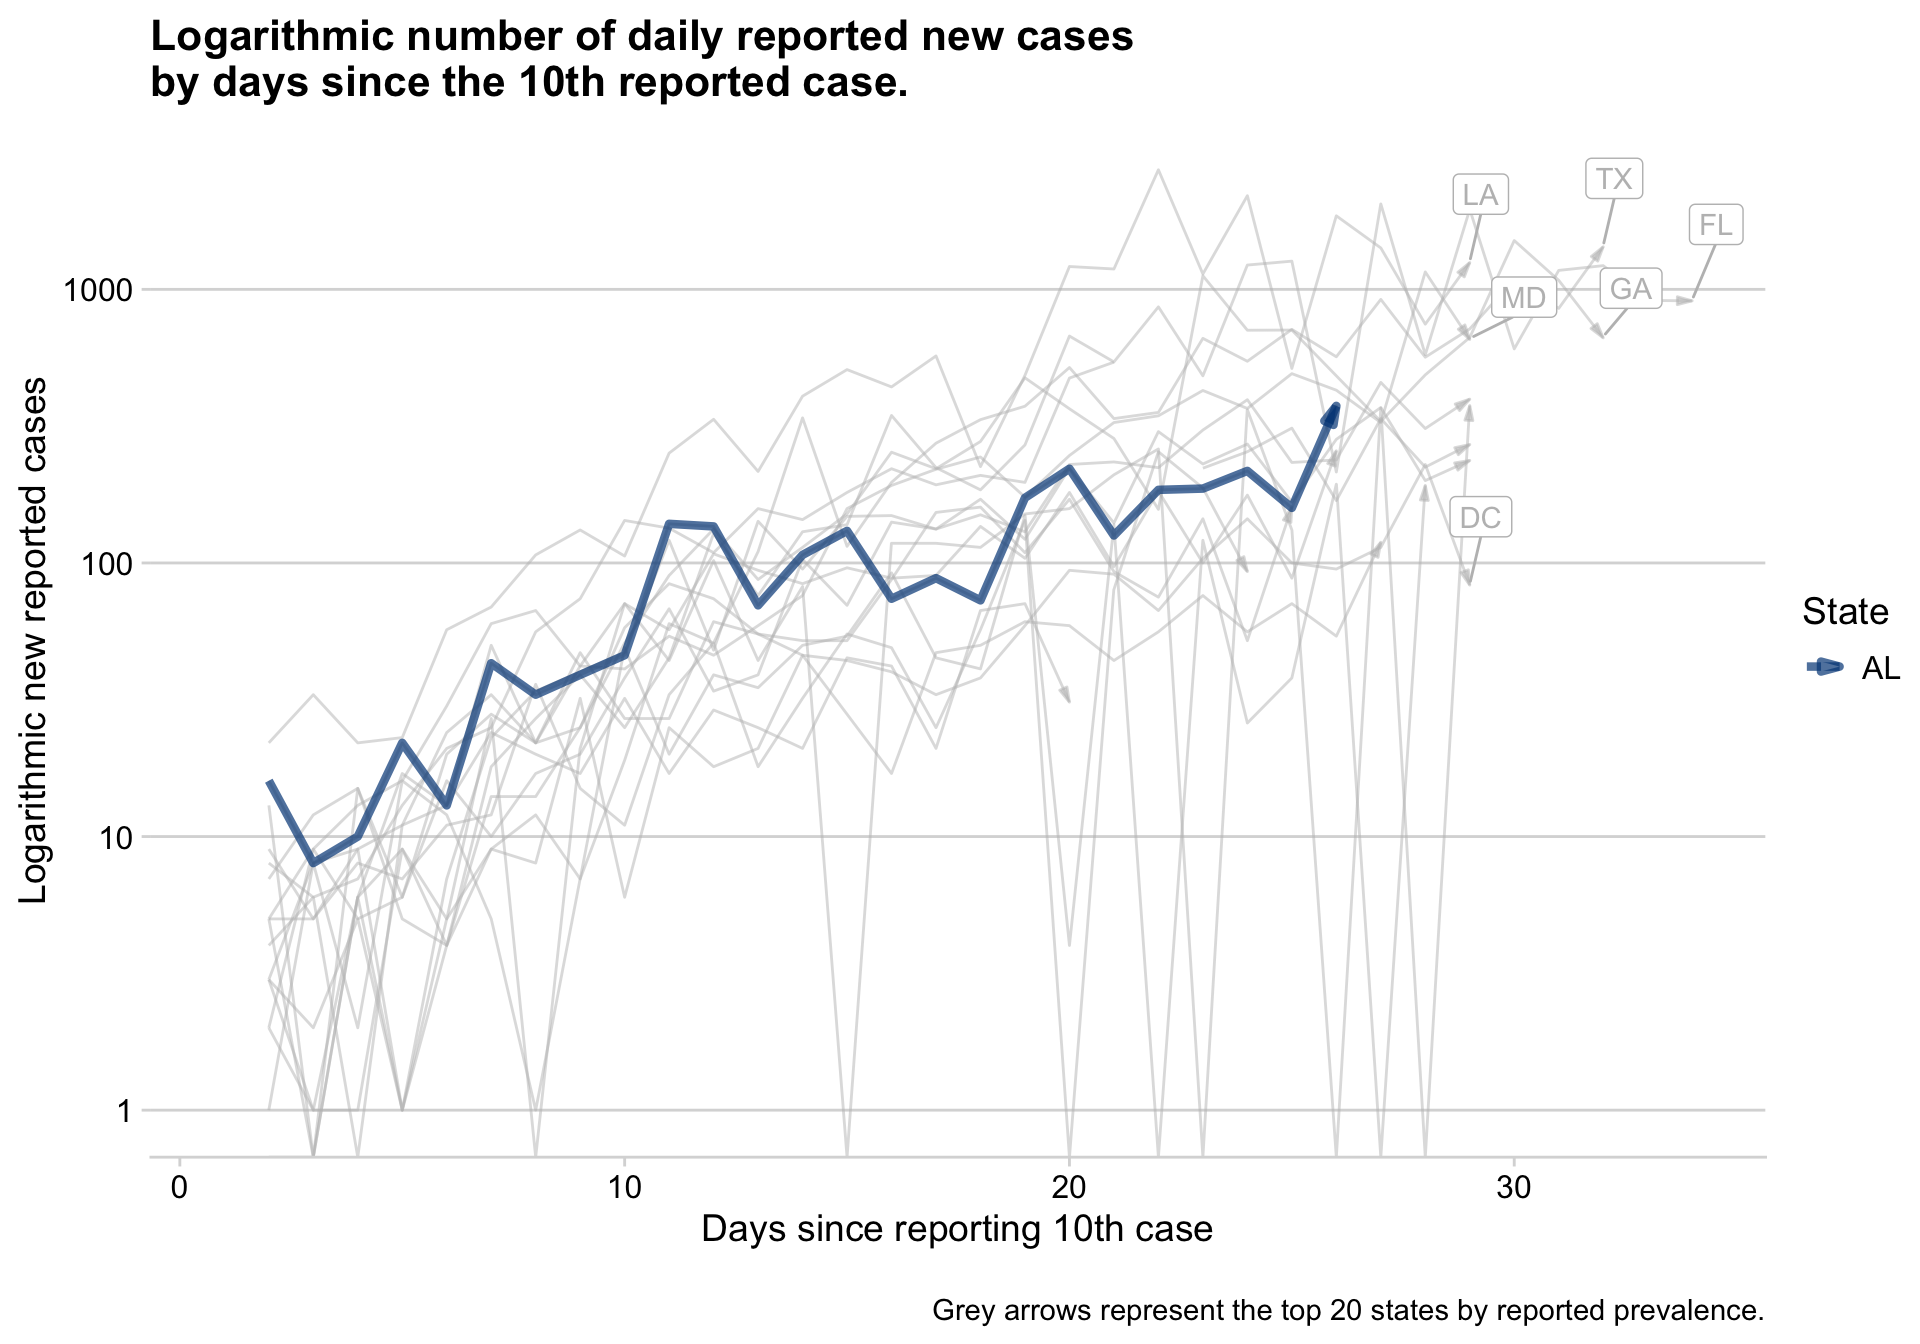 Logarithmic number of daily reported new cases
by days since the 10th reported case.
LA
TX
FL
MD
GA
DC
1000
100
10
1
Logarithmic new reported cases
0
10
20
30
Days since reporting 10th case
State
AL
Grey arrows represent the top 20 states by reported prevalence.